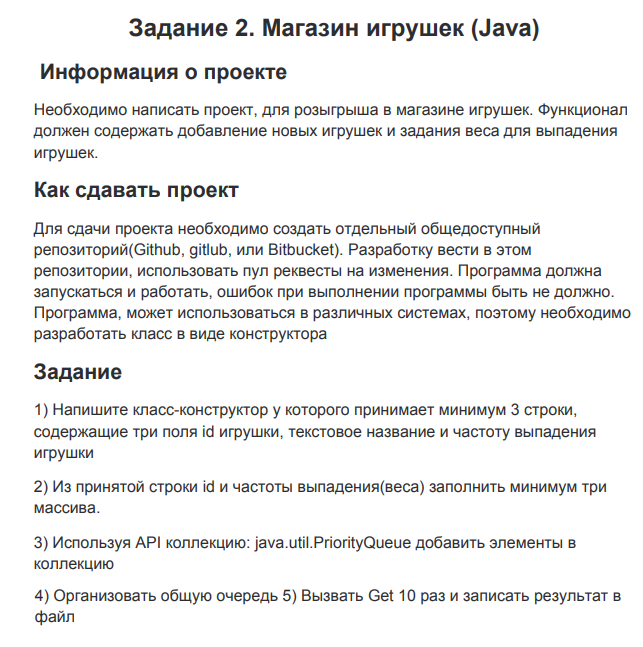 Задание 2. Магазин игрушек (Java)
Информация о проекте
Необходимо написать проект, для розыгрыша в магазине игрушек. Функционал
должен содержать добавление новых игрушек и задания веса для выпадения
игрушек.
Как сдавать проект
Для сдачи проекта необходимо создать отдельный общедоступный
репозиторий(Github, gitlub, или Bitbucket). Разработку вести в этом
репозитории, использовать пул реквесты на изменения. Программа должна
запускаться и работать, ошибок при выполнении программы быть не должно.
Программа, может использоваться в различных системах, поэтому необходимо
разработать класс в виде конструктора
Задание
1) Напишите класс-конструктор у которого принимает минимум 3 строки,
содержащие три поля id игрушки, текстовое название и частоту выпадения
игрушки
2) Из принятой строки id и частоты выпадения(веса) заполнить минимум три
массива.
3) Используя API коллекцию: java.util.PriorityQueue добавить элементы в
коллекцию
4) Организовать общую очередь 5) Вызвать Get 10 раз и записать результат в
файл